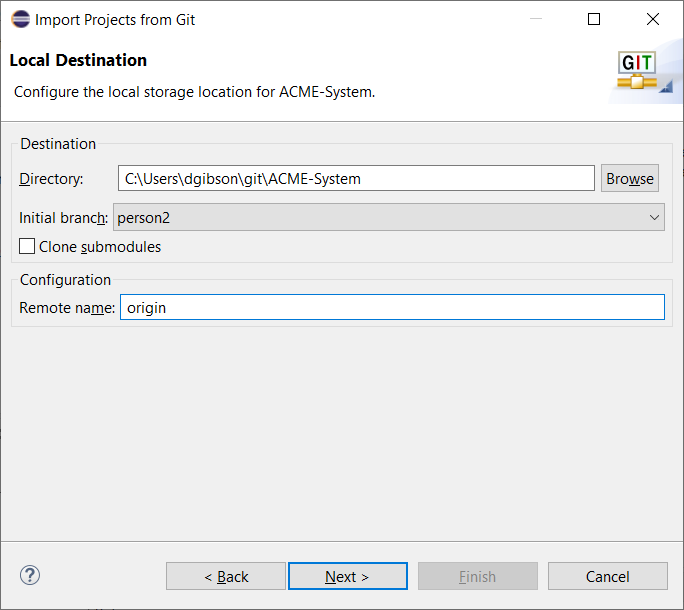 Import Projects from Git
Local Destination
Configure the local storage location for ACME-System.
GIT
Destination
Directory: C:\Users\dgibson\git\ACME-System Browse
Initial branch: person2
Clone submodules
Configuration
Remote name: origin
? < Back Next > Finish Cancel